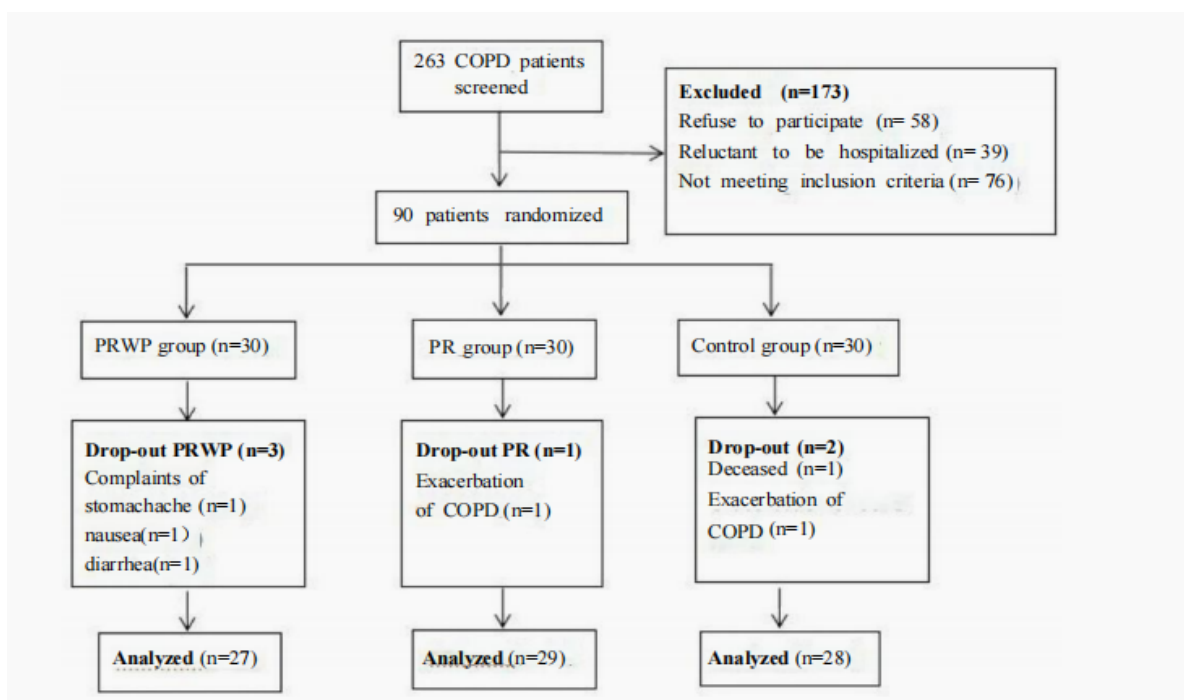 263 COPD patients
screened
Excluded (n=173)
Refuse to participate (n= 58)
Reluctant to be hospitalized (n= 39)
Not meeting inclusion criteria (n= 76)
90 patients randomized
PRWP group (n=30)
PR group (n=30)
Control group (n=30)
Drop-out PRWP (n=3)
Complaints of
stomachache (n=1)
nausea(n=1)
diarrhea(n=1)
Drop-out PR (n=1)
Exacerbation
of COPD (n=1)
Drop-out (n=2)
Deceased (n=1)
Exacerbation of
COPD (n=1)
Analyzed (n=27)
Analyzed (n=29)
Analyzed (n=28)